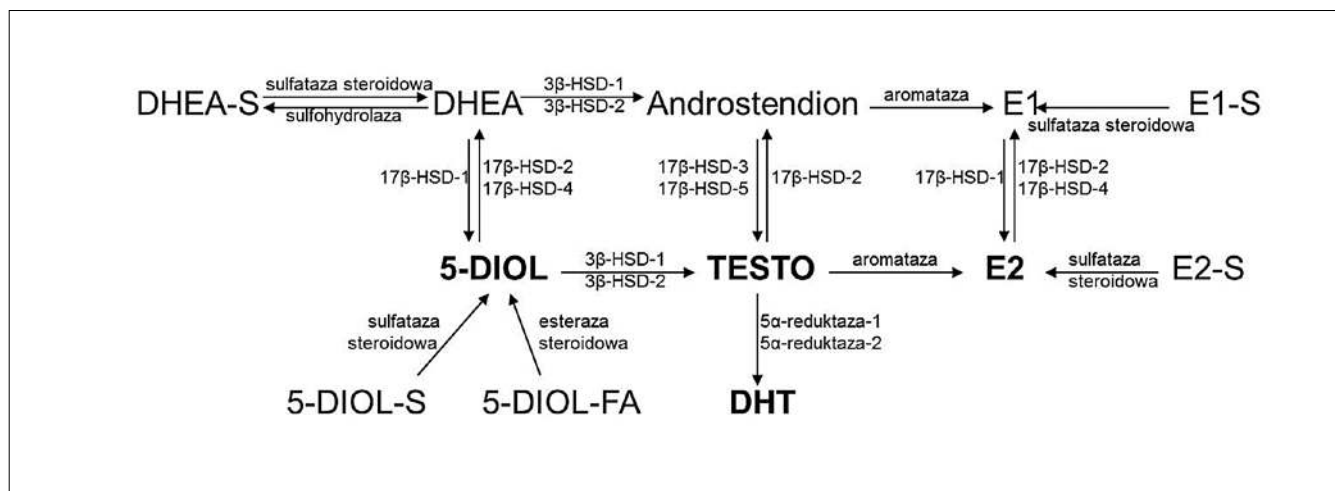 sulfataza steroidowa
DHEA-S
sulfohydrolaza
DHEA
3β-HSD-1
3β-HSD-2
Androstendion
aromataza
E1
sulfataza steroidowa
E1-S
17β-HSD-1
17β-HSD-2
17β-HSD-4
17β-HSD-3
17β-HSD-5
17β-HSD-2
17β-HSD-1
17β-HSD-2
17β-HSD-4
5-DIOL
3β-HSD-1
3β-HSD-2
TESTO
aromataza
E2
sulfataza
steroidowa
E2-S
sulfataza
steroidowa
esteraza
steroidowa
5α-reduktaza-1
5α-reduktaza-2
5-DIOL-S
5-DIOL-FA
DHT